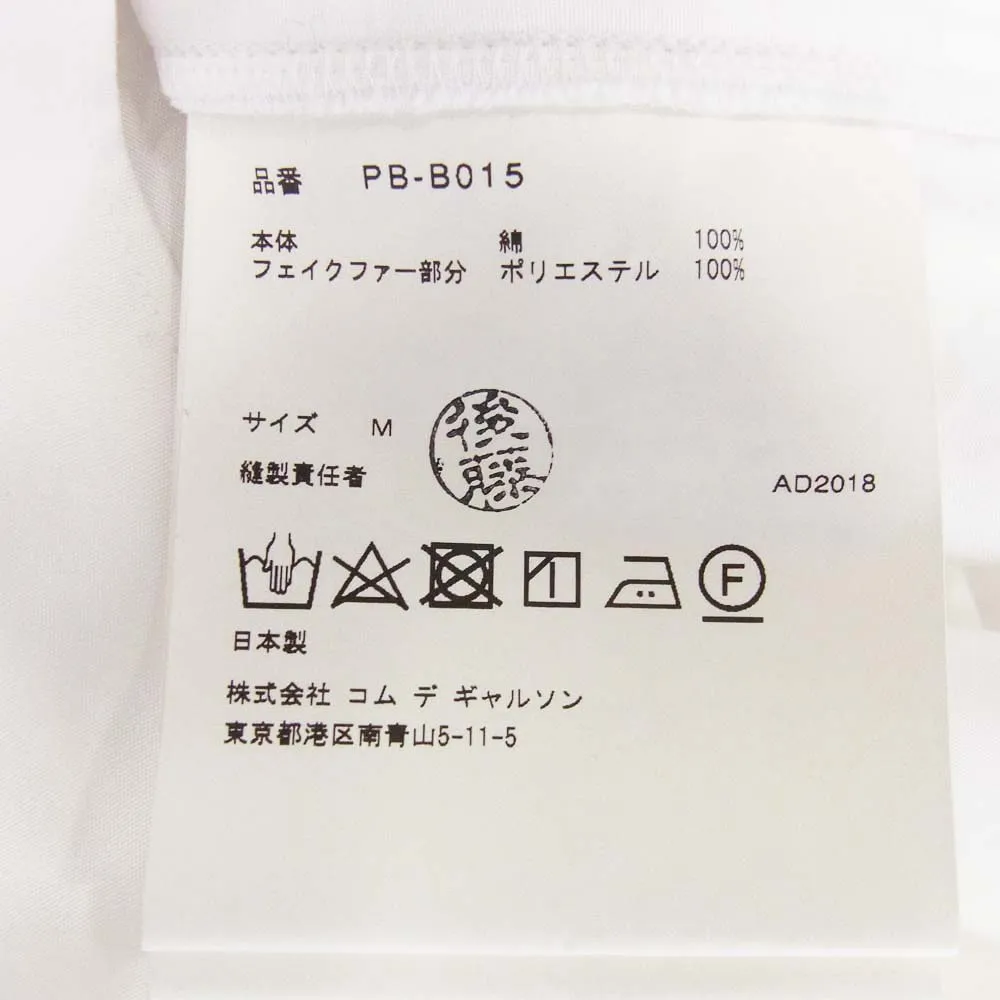 品番 PB-B015
本体 綿 100%
フェイクファー部分 ポリエステル 100%
サイズ M
後藤
縫製責任者
AD2018
F
日本製
株式会社 コム デ ギャルソン
東京都港区南青山5-11-5